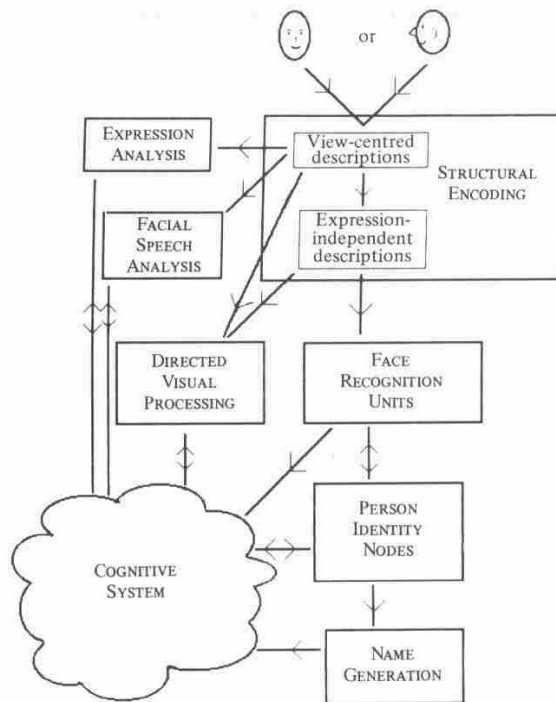 or
EXPRESSION
ANALYSIS
View-centred
descriptions
STRUCTURAL
ENCODING
FACIAL
SPEECH
ANALYSIS
Expression-
independent
descriptions
DIRECTED
VISUAL
PROCESSING
FACE
RECOGNITION
UNITS
COGNITIVE
SYSTEM
PERSON
IDENTITY
NODES
NAME
GENERATION